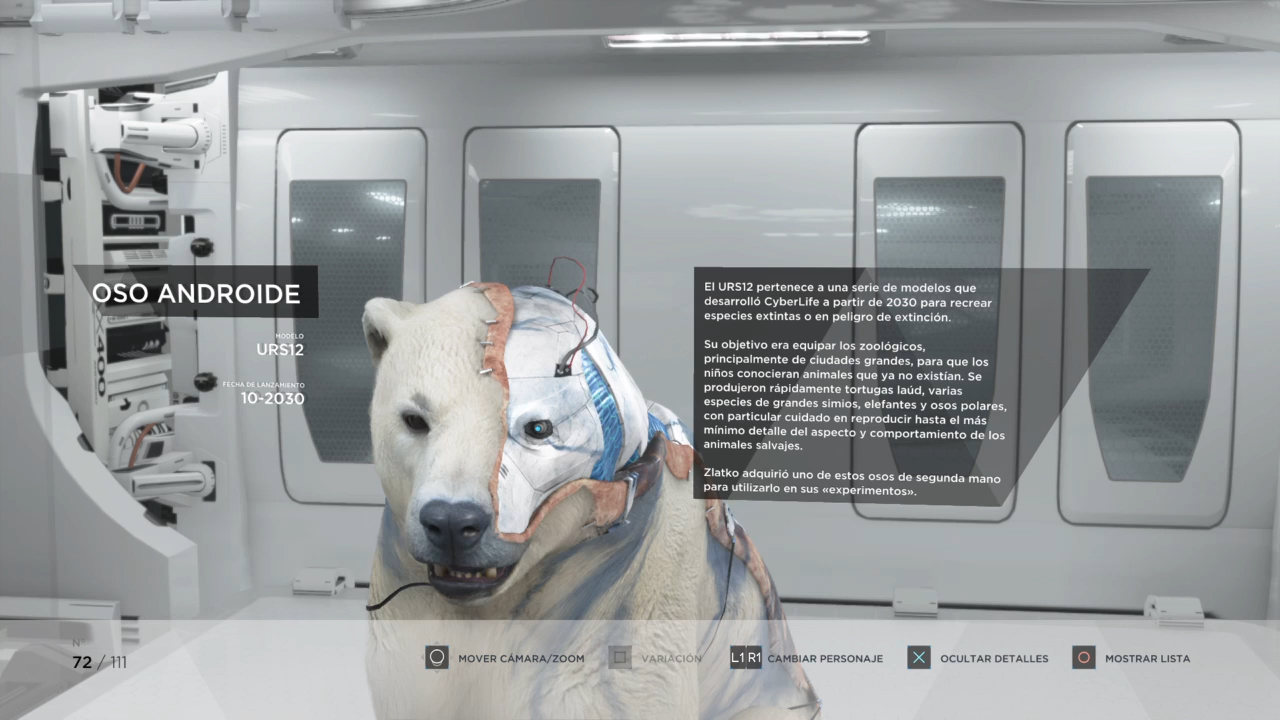 OSO ANDROIDE
MODELO
URS12
FECHA DE LANZAMIENTO
10-2030
400
El URS12 pertenece a una serie de modelos que
desarrolló CyberLife a partir de 2030 para recrear
especies extintas o en peligro de extinción.
Su objetivo era equipar los zoológicos,
principalmente de ciudades grandes, para que los
niños conocieran animales que ya no existían. Se
produjeron rápidamente tortugas laúd, varias
especies de grandes simios, elefantes y osos polares,
con particular cuidado en reproducir hasta el más
mínimo detalle del aspecto y comportamiento de los
animales salvajes.
Zlatko adquirió uno de estos osos de segunda mano
para utilizarlo en sus «experimentos».
N°
72 / 111
MOVER CÁMARA/ZOOM
VARIACIÓN
L1 R1 CAMBIAR PERSONAJE
OCULTAR DETALLES
MOSTRAR LISTA